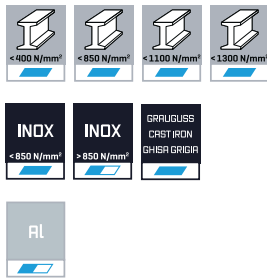 <400 N/mm² <850 N/mm² <1100 N/mm² <1300 N/mm²
INOX
<850 N/mm²
INOX
>850 N/mm²
GRAUGUSS
CAST IRON
GHISA GRIGIA
Al